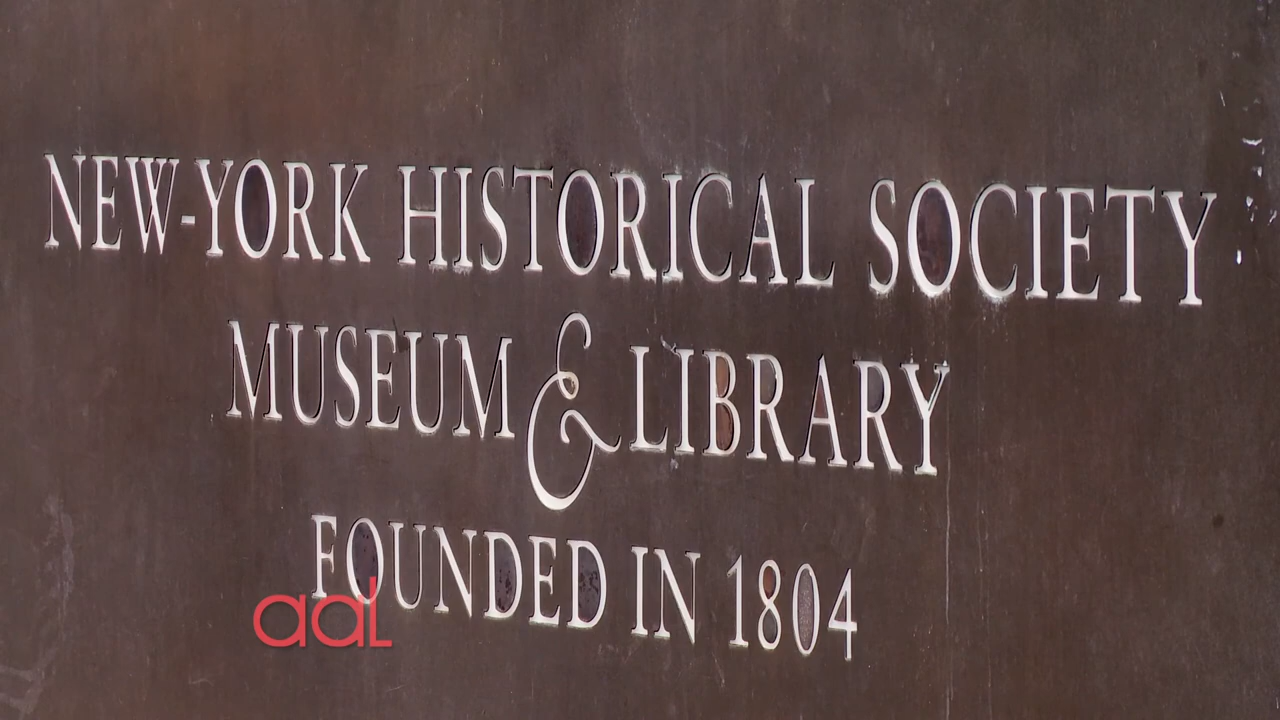 NEW-YORK HISTORICAL SOCIETY
MUSEUM & LIBRARY
FOUNDED IN 1804
aal